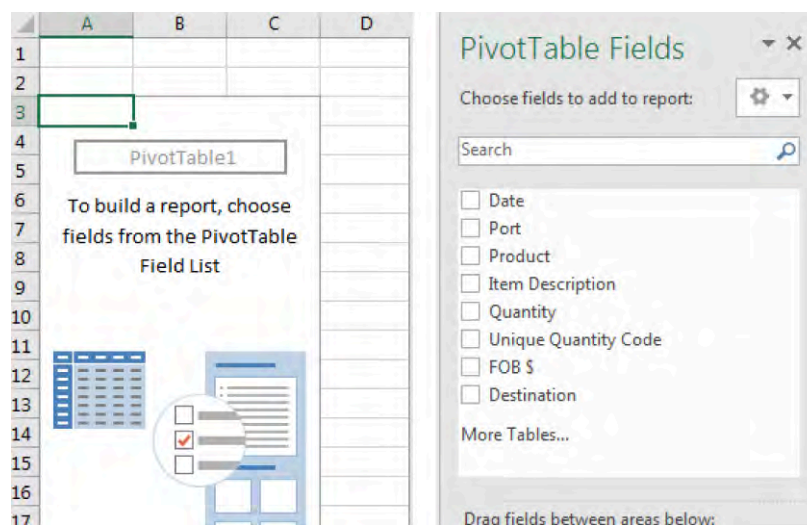 A B C D
1
2
3
4
5
6
7
8
9
10
11
12
13
14
15
16
17
PivotTable1
To build a report, choose
fields from the PivotTable
Field List
PivotTable Fields
Choose fields to add to report:
Search
Date
Port
Product
Item Description
Quantity
Unique Quantity Code
FOB $
Destination
More Tables...
Drag fields between areas below: